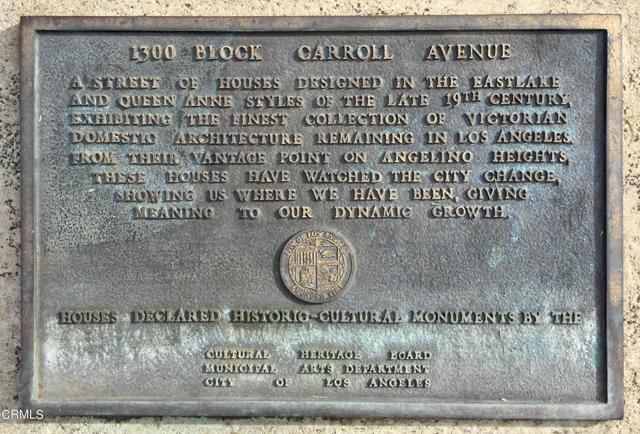 1300 BLOCK CARROLL AVENUE
A STREET OF HOUSES DESIGNED IN THE EASTLAKE
AND QUEEN ANNE STYLES OF THE LATE 19TH CENTURY,
EXHIBITING THE FINEST COLLECTION OF VICTORIAN
DOMESTIC ARCHITECTURE REMAINING IN LOS ANGELES.
FROM THEIR VANTAGE POINT ON ANGELINO HEIGHTS,
THESE HOUSES HAVE WATCHED THE CITY CHANGE,
SHOWING US WHERE WE HAVE BEEN, GIVING
MEANING TO OUR DYNAMIC GROWTH.
CITY OF LOS ANGELES
HOUSES DECLARED HISTORIC-CULTURAL MONUMENTS BY THE
CULTURAL HERITAGE BOARD
MUNICIPAL ARTS DEPARTMENT
CITY OF LOS ANGELES
CRMLS